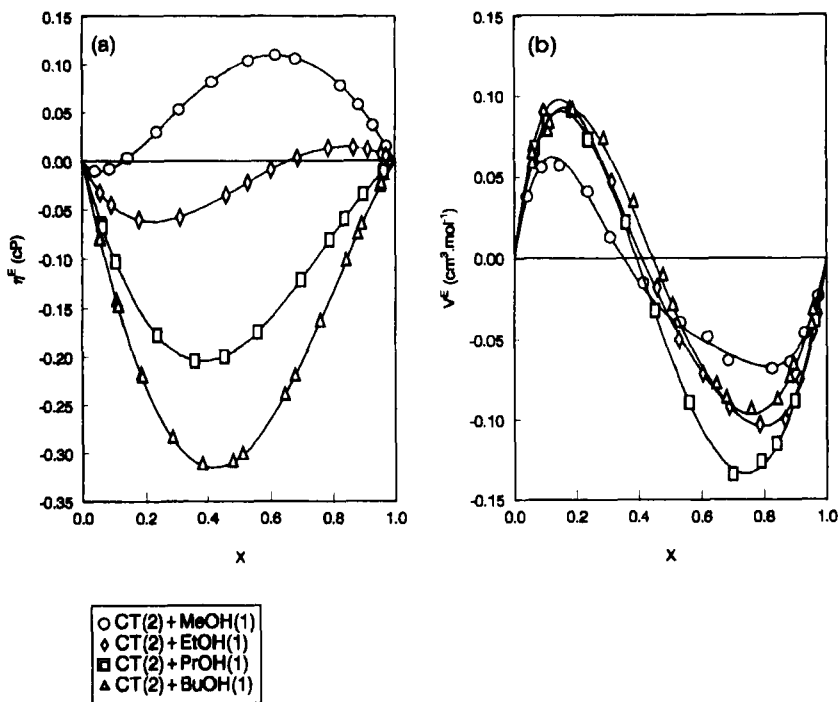 (a)
0.15
0.10
0.05
0.00
-0.05
-0.10
-0.15
-0.20
-0.25
-0.30
-0.35
η^E (cP)
0.0 0.2 0.4 0.6 0.8 1.0
X
(b)
0.15
0.10
0.05
0.00
-0.05
-0.10
-0.15
V^E (cm³.mol⁻¹)
0.0 0.2 0.4 0.6 0.8 1.0
X
CT(2)+MeOH(1)
CT(2)+EtOH(1)
CT(2)+PrOH(1)
CT(2)+BuOH(1)